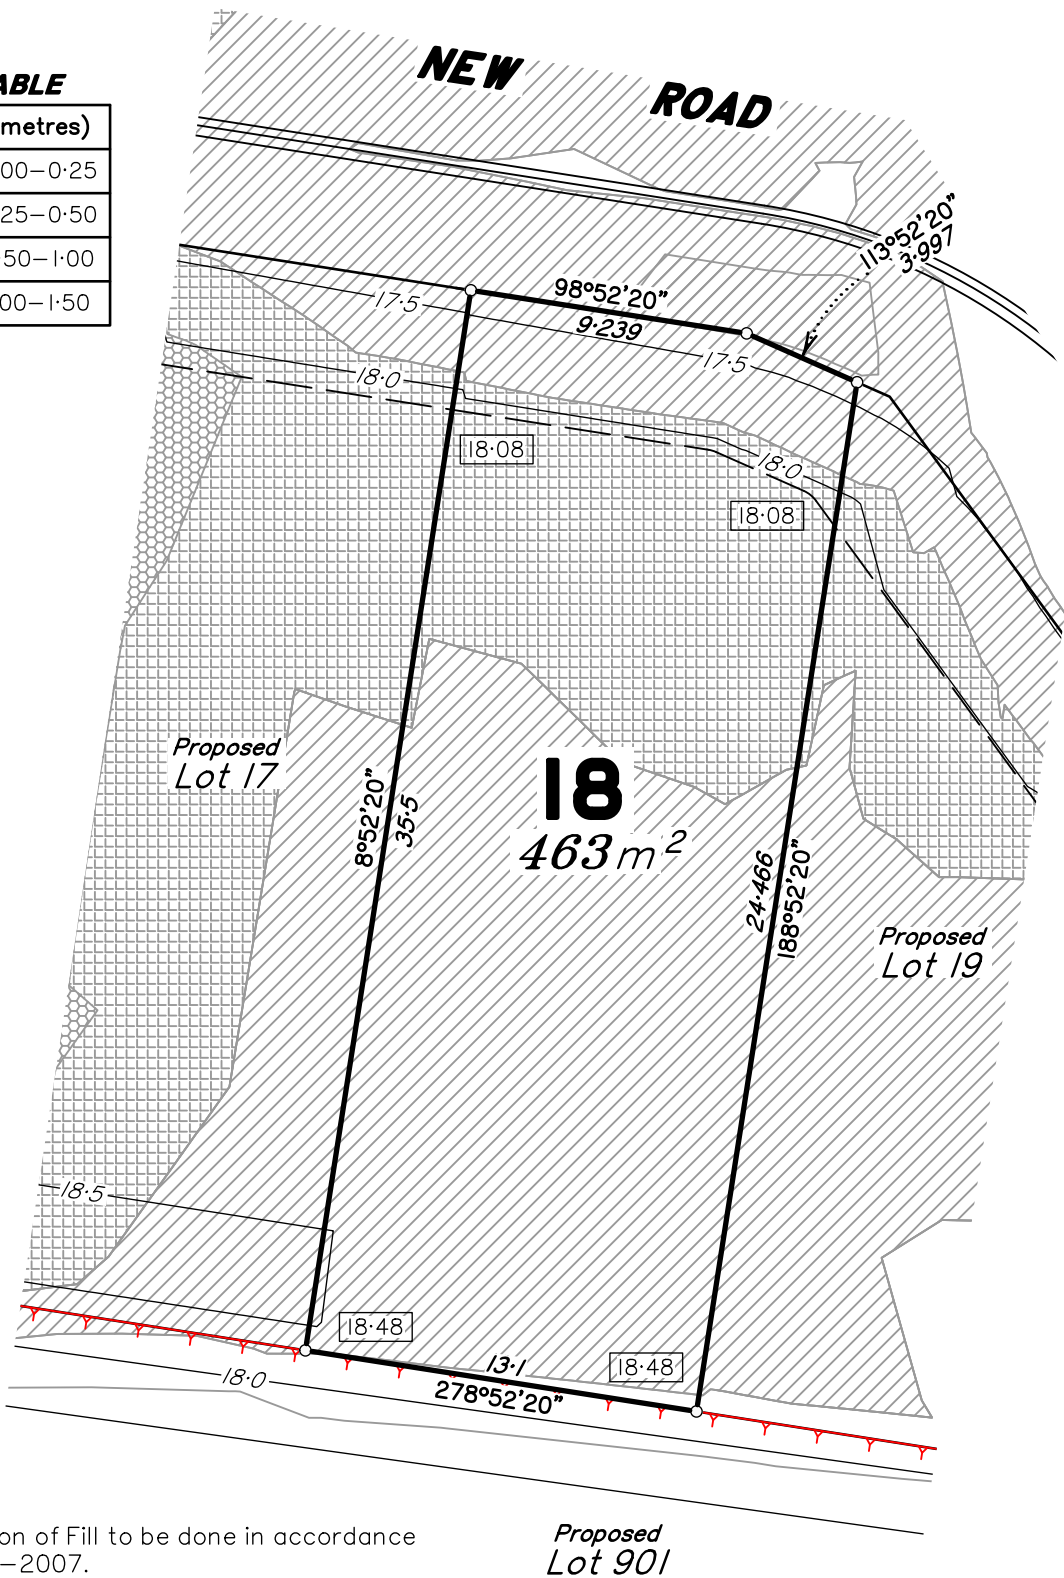 NEW ROAD
ABLE
metres)
00-0·25
25-0·50
50-1·00
00-1·50
113°52'20"
3·997
98°52'20"
9·239
17·5
17·5
18·0
18·0
18·08
18·08
Proposed
Lot 17
18
463 m²
8°52'20"
35·5
24·466
188°52'20"
Proposed
Lot 19
18·5
18·48
18·48
13·1
278°52'20"
18·0
on of Fill to be done in accordance
-2007.
Proposed
Lot 901